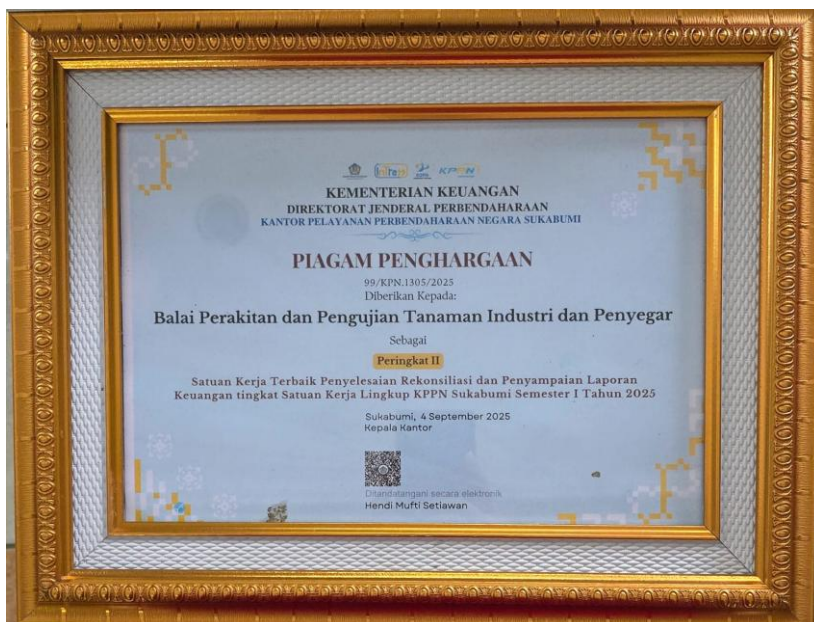 InTress
KPPN
KEMENTERIAN KEUANGAN
DIREKTORAT JENDERAL PERBENDAHARAAN
KANTOR PELAYANAN PERBENDAHARAAN NEGARA SUKABUMI
PIAGAM PENGHARGAAN
99/KPN.1305/2025
Diberikan Kepada:
Balai Perakitan dan Pengujian Tanaman Industri dan Penyegar
Sebagai
Peringkat II
Satuan Kerja Terbaik Penyelesaian Rekonsiliasi dan Penyampaian Laporan
Keuangan tingkat Satuan Kerja Lingkup KPPN Sukabumi Semester I Tahun 2025
Sukabumi, 4 September 2025
Kepala Kantor
Ditandatangani secara elektronik
Hendi Mufti Setiawan